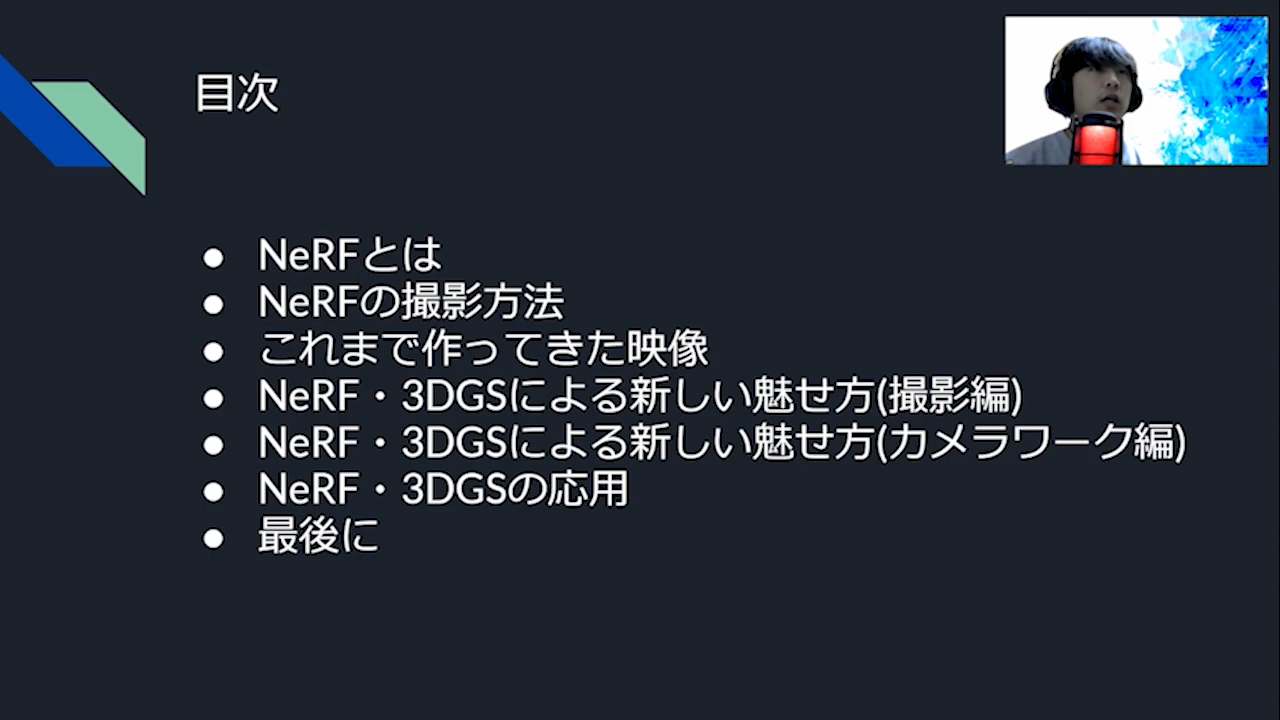 目次
● NeRFとは
● NeRFの撮影方法
● これまで作ってきた映像
● NeRF・3DGSによる新しい魅せ方(撮影編)
● NeRF・3DGSによる新しい魅せ方(カメラワーク編)
● NeRF・3DGSの応用
● 最後に